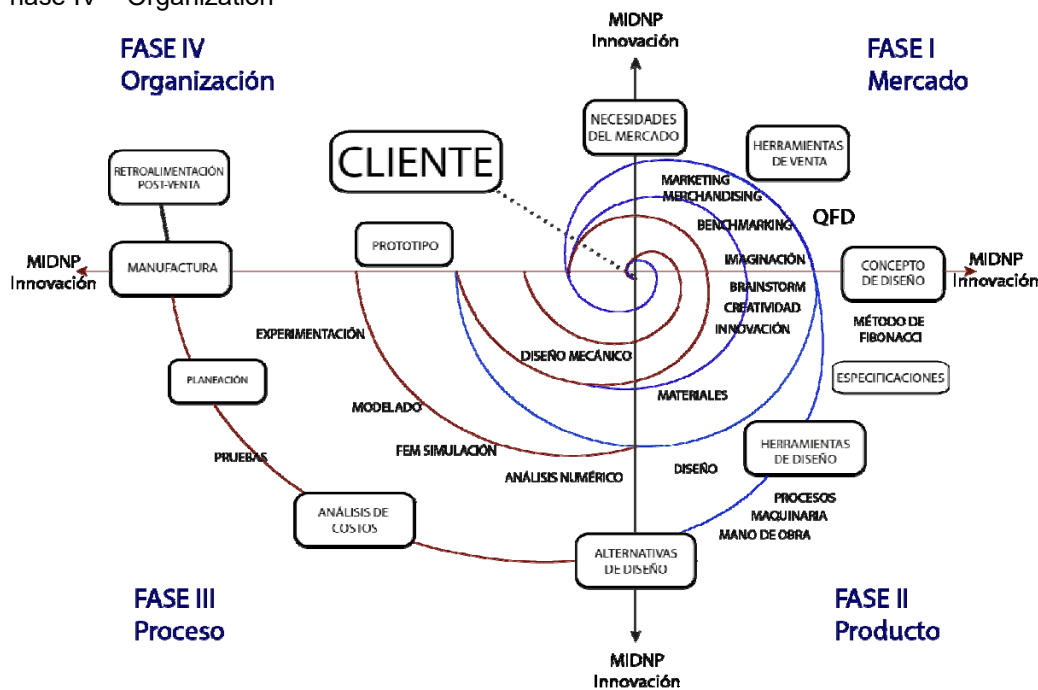 Organization
MIDNP
Innovación
FASE IV
Organización
FASE I
Mercado
NECESIDADES
DEL MERCADO
HERRAMIENTAS
DE VENTA
CLIENTE
RETROALIMENTACIÓN
POST-VENTA
MARKETING
MERCHANDISING
QFD
BENCHMARKING
PROTOTIPO
MIDNP
Innovación
MANUFACTURA
IMAGINACIÓN
CONCEPTO
DE DISEÑO
MIDNP
Innovación
BRAINSTORM
CREATIVIDAD
INNOVACIÓN
MÉTODO DE
FIBONACCI
EXPERIMENTACIÓN
DISEÑO MECÁNICO
PLANEACIÓN
ESPECIFICACIONES
MATERIALES
MODELADO
FEM SIMULACIÓN
HERRAMIENTAS
DE DISEÑO
PRUEBAS
ANÁLISIS NUMÉRICO
DISEÑO
PROCESOS
MAQUINARIA
MANO DE OBRA
ANÁLISIS DE
COSTOS
ALTERNATIVAS
DE DISEÑO
FASE III
Proceso
FASE II
Producto
MIDNP
Innovación